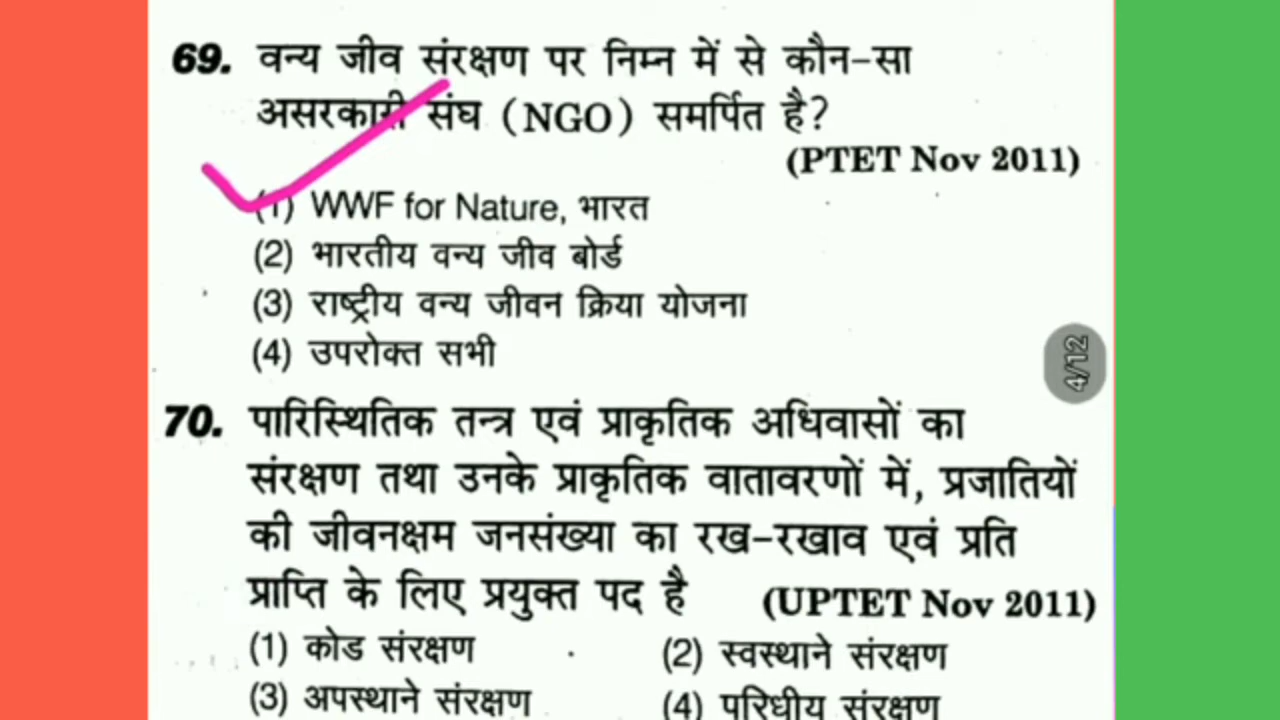 69. वन्य जीव संरक्षण पर निम्न में से कौन-सा
असरकारी संघ (NGO) समर्पित है?
(PTET Nov 2011)
(1) WWF for Nature, भारत
(2) भारतीय वन्य जीव बोर्ड
(3) राष्ट्रीय वन्य जीवन क्रिया योजना
(4) उपरोक्त सभी
4/12
70. पारिस्थितिक तन्त्र एवं प्राकृतिक अधिवासों का
संरक्षण तथा उनके प्राकृतिक वातावरणों में, प्रजातियों
की जीवनक्षम जनसंख्या का रख-रखाव एवं प्रति
प्राप्ति के लिए प्रयुक्त पद है (UPTET Nov 2011)
(1) कोड संरक्षण (2) स्वस्थाने संरक्षण
(3) अपस्थाने संरक्षण (4) परिधीय संरक्षण